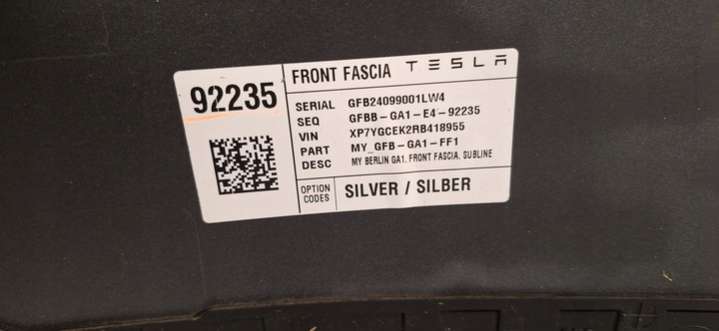 92235
FRONT FASCIA TESLA
SERIAL GFB24099001LW4
SEQ GFBB-GA1-E4-92235
VIN XP7YGCEK2RB418955
PART MY_GFB-GA1-FF1
DESC MY BERLIN GA1, FRONT FASCIA, SUBLINE
OPTION CODES SILVER / SILBER